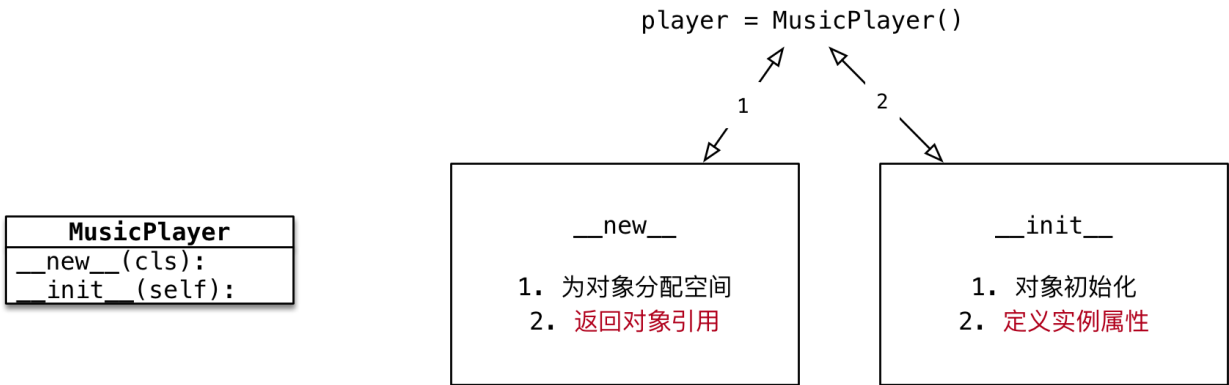 player = MusicPlayer()
1
2
MusicPlayer
__new__(cls):
__init__(self):
__new__
1. 为对象分配空间
2. 返回对象引用
__init__
1. 对象初始化
2. 定义实例属性